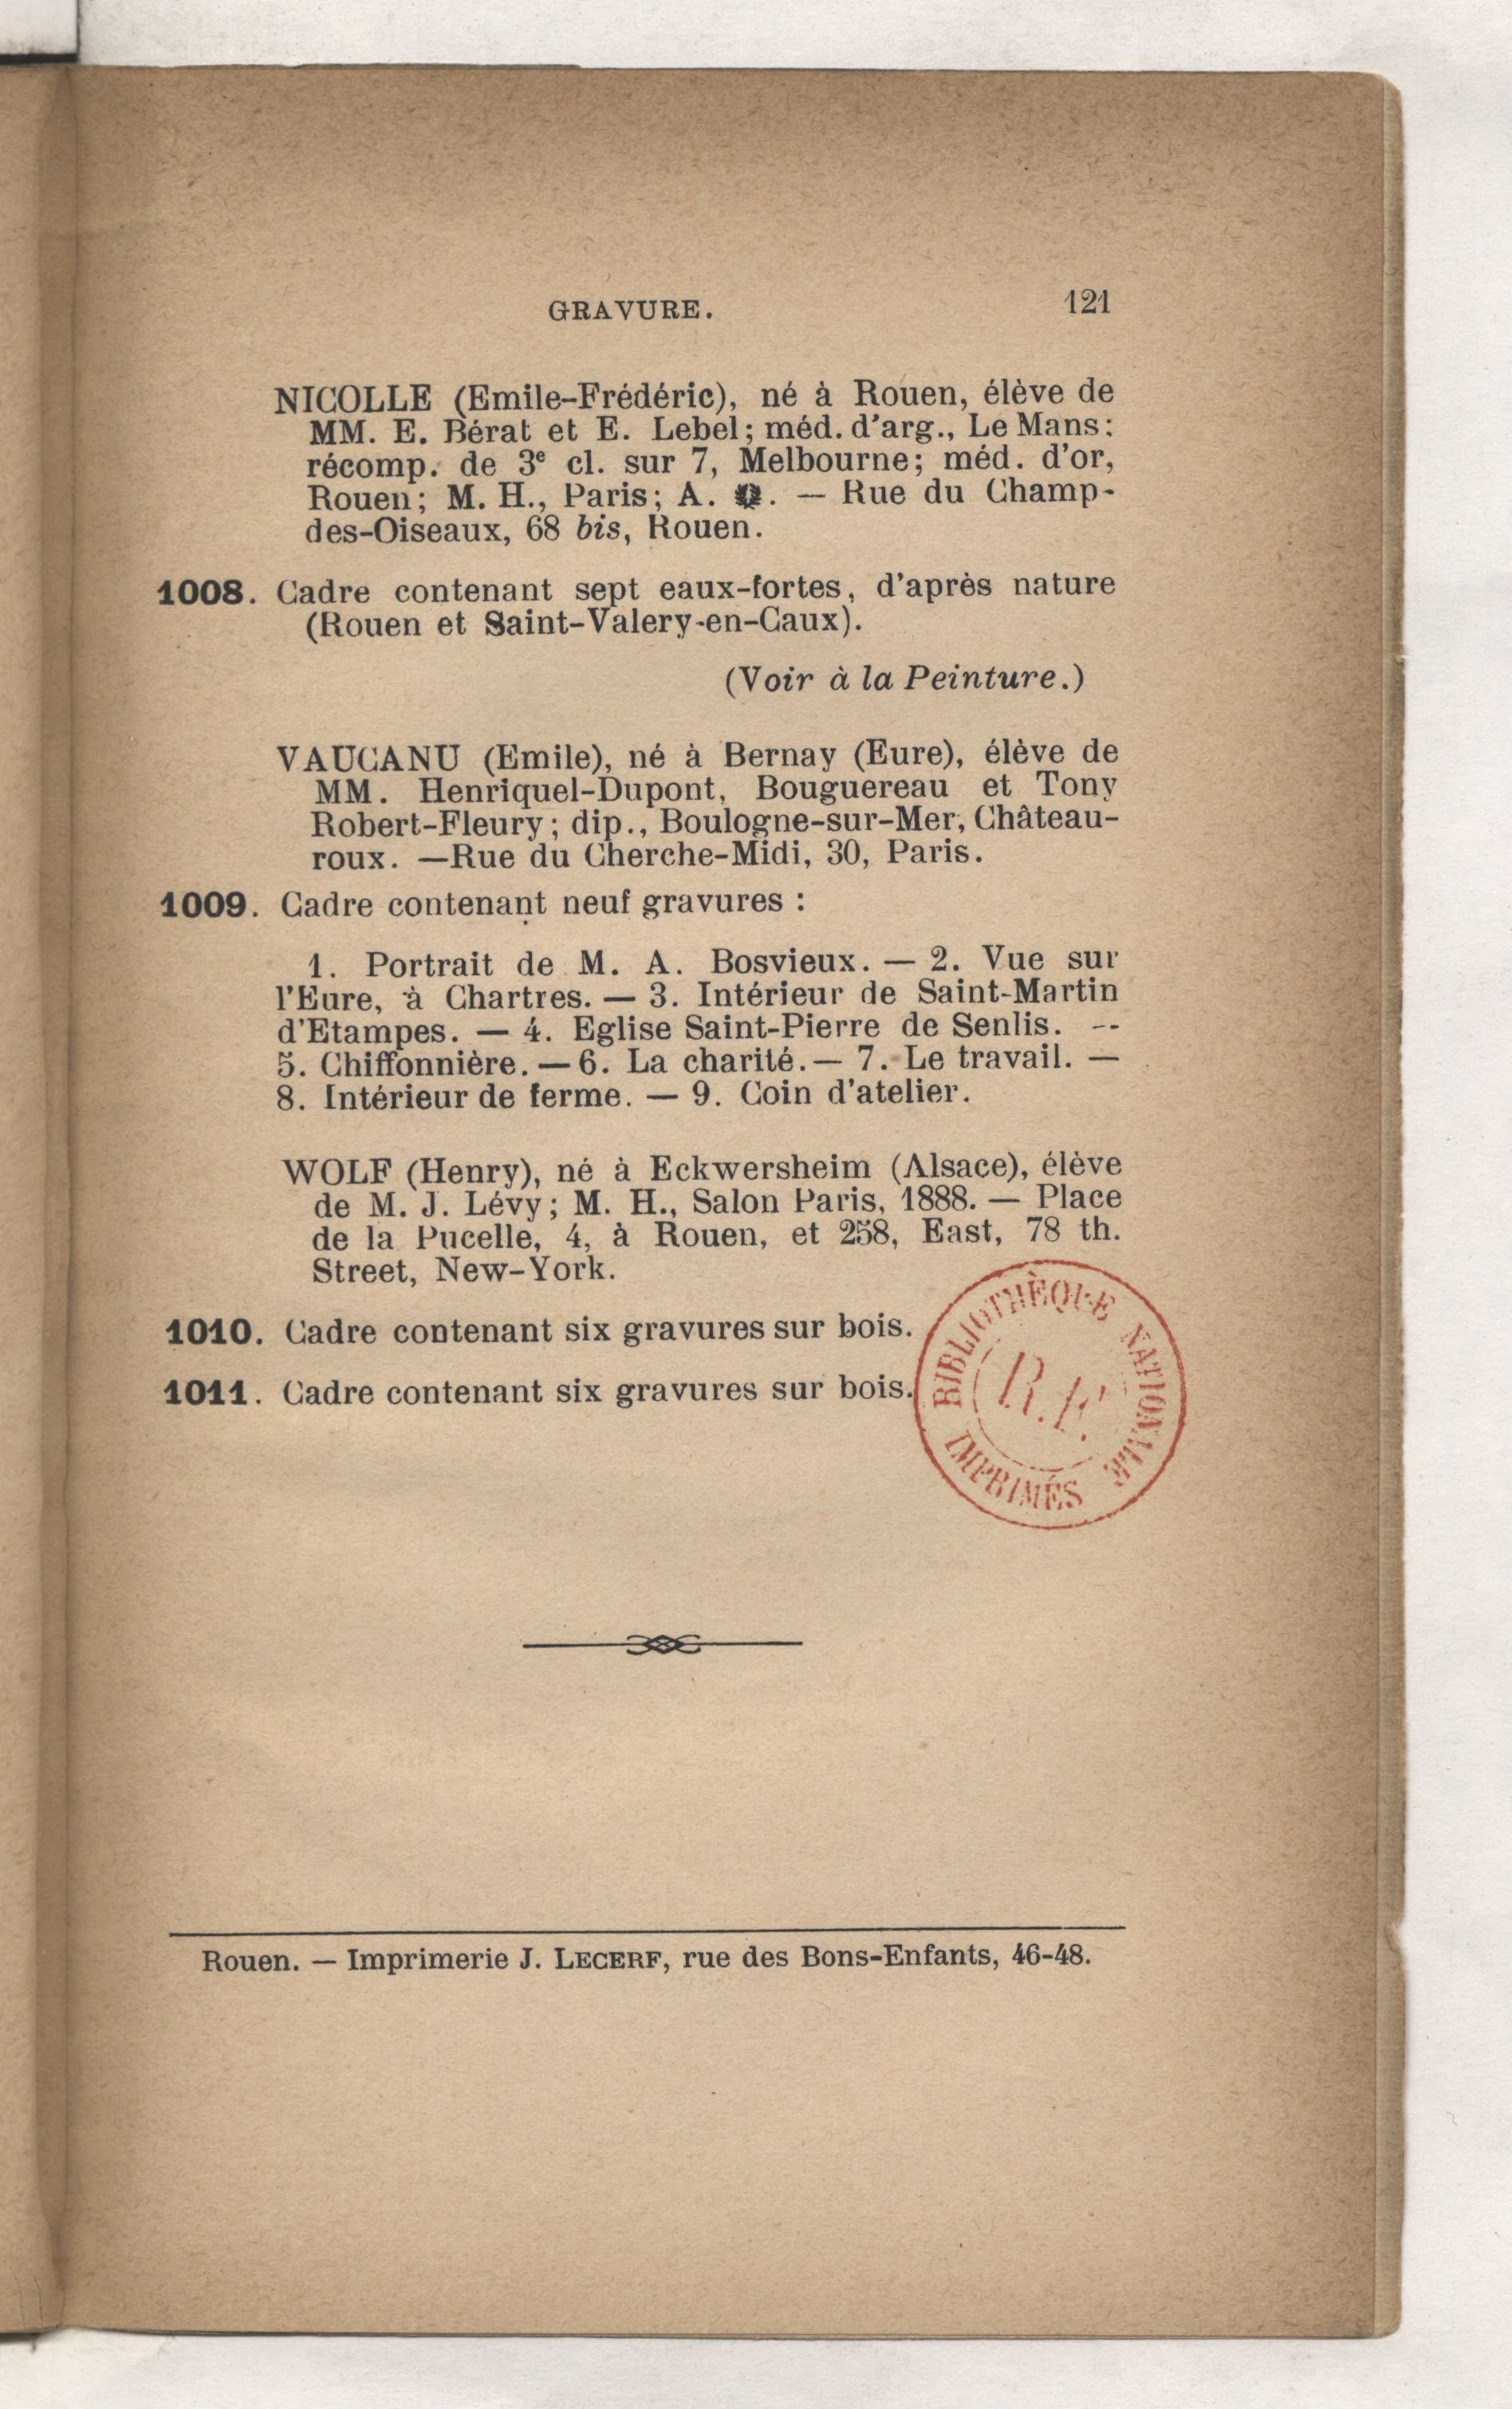 GRAVURE. 121
NICOLLE (Emile-Frédéric), né à Rouen, élève de
MM. E. Bérat et E. Lebel; méd. d'arg., Le Mans;
récomp. de 3e cl. sur 7, Melbourne; méd. d'or,
Rouen; M. H., Paris; A. . — Rue du Champ-
des-Oiseaux, 68 bis, Rouen.
1008. Cadre contenant sept eaux-fortes, d'après nature
(Rouen et Saint-Valery-en-Caux).
(Voir à la Peinture.)
VAUCANU (Emile), né à Bernay (Eure), élève de
MM. Henriquel-Dupont, Bouguereau et Tony
Robert-Fleury; dip., Boulogne-sur-Mer, Château-
roux. —Rue du Cherche-Midi, 30, Paris.
1009. Cadre contenant neuf gravures :
1. Portrait de M. A. Bosvieux. — 2. Vue sur
l'Eure, à Chartres. — 3. Intérieur de Saint-Martin
d'Etampes. — 4. Eglise Saint-Pierre de Senlis. --
5. Chiffonnière. — 6. La charité. — 7. Le travail. —
8. Intérieur de ferme. — 9. Coin d'atelier.
WOLF (Henry), né à Eckwersheim (Alsace), élève
de M. J. Lévy; M. H., Salon Paris, 1888. — Place
de la Pucelle, 4, à Rouen, et 258, East, 78 th.
Street, New-York.
1010. Cadre contenant six gravures sur bois.
1011. Cadre contenant six gravures sur bois.
BIBLIOTHÈQUE NATIONALE
R.F.
IMPRIMÉS
Rouen. — Imprimerie J. LECERF, rue des Bons-Enfants, 46-48.